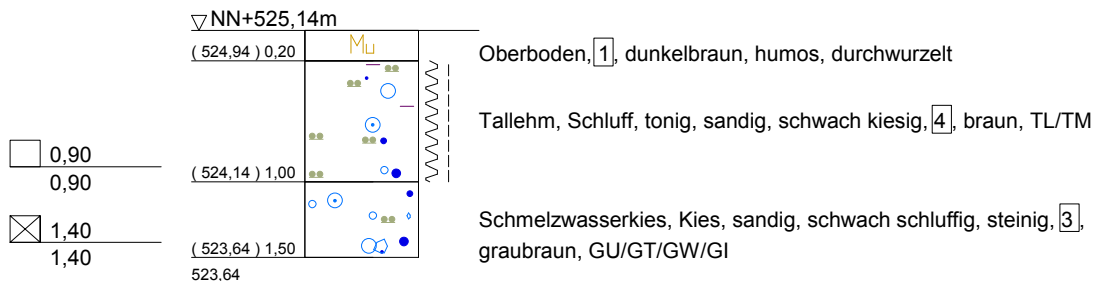 NN+525,14m
Mu
( 524,94 ) 0,20
Oberboden, 1, dunkelbraun, humos, durchwurzelt
Tallehm, Schluff, tonig, sandig, schwach kiesig, 4, braun, TL/TM
0,90
0,90
( 524,14 ) 1,00
Schmelzwasserkies, Kies, sandig, schwach schluffig, steinig, 3,
graubraun, GU/GT/GW/GI
1,40
1,40
( 523,64 ) 1,50
523,64